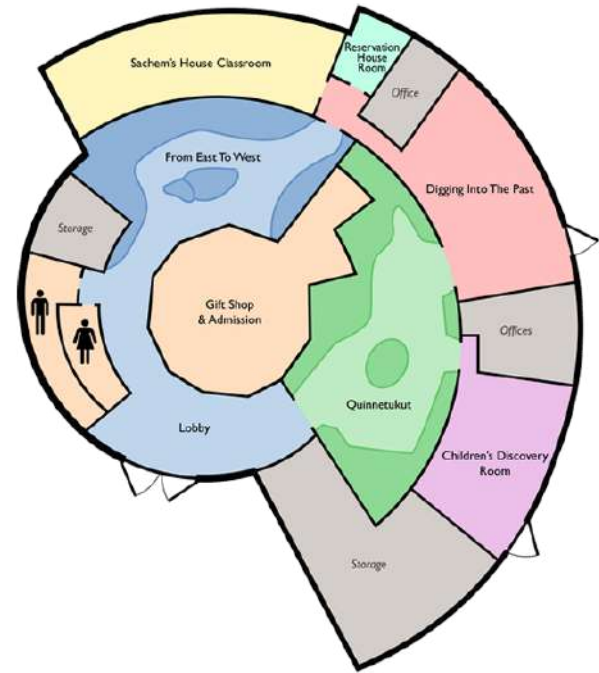 Sachem's House Classroom
Reservation
House
Room
Office
From East To West
Digging Into The Past
Storage
Gift Shop
& Admission
Offices
Quinnetukut
Lobby
Children's Discovery
Room
Storage